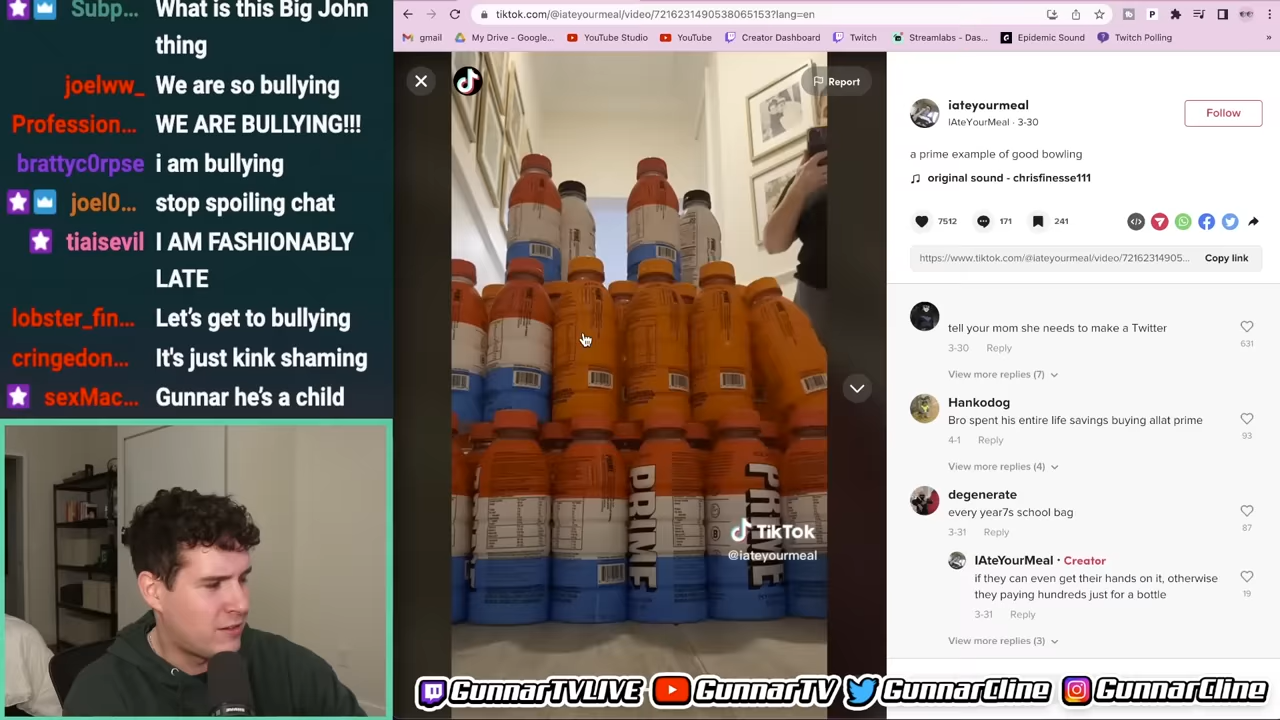 Subp... What is this Big John
thing
joelww_ We are so bullying
Profession... WE ARE BULLYING!!!
brattyc0rpse i am bullying
joel0... stop spoiling chat
tiaisevil I AM FASHIONABLY
LATE
lobster_fin... Let's get to bullying
cringedon... It's just kink shaming
sexMac... Gunnar he's a child
tiktok.com/@iateyourmeal/video/7216231490538065153?lang=en
gmail My Drive - Google... YouTube Studio YouTube Creator Dashboard Twitch Streamlabs - Das... Epidemic Sound Twitch Polling »
Report
PRIME
PRIME
TikTok
@iateyourmeal
iateyourmeal
IAteYourMeal · 3-30
Follow
a prime example of good bowling
original sound - chrisfinesse111
7512 171 241
https://www.tiktok.com/@iateyourmeal/video/72162314905... Copy link
tell your mom she needs to make a Twitter
631
3-30 Reply
View more replies (7)
Hankodog
Bro spent his entire life savings buying allat prime
93
4-1 Reply
View more replies (4)
degenerate
every year7s school bag
87
3-31 Reply
IAteYourMeal · Creator
if they can even get their hands on it, otherwise
they paying hundreds just for a bottle
19
3-31 Reply
View more replies (3)
GunnarTVLIVE GunnarTV GunnarCline GunnarCline